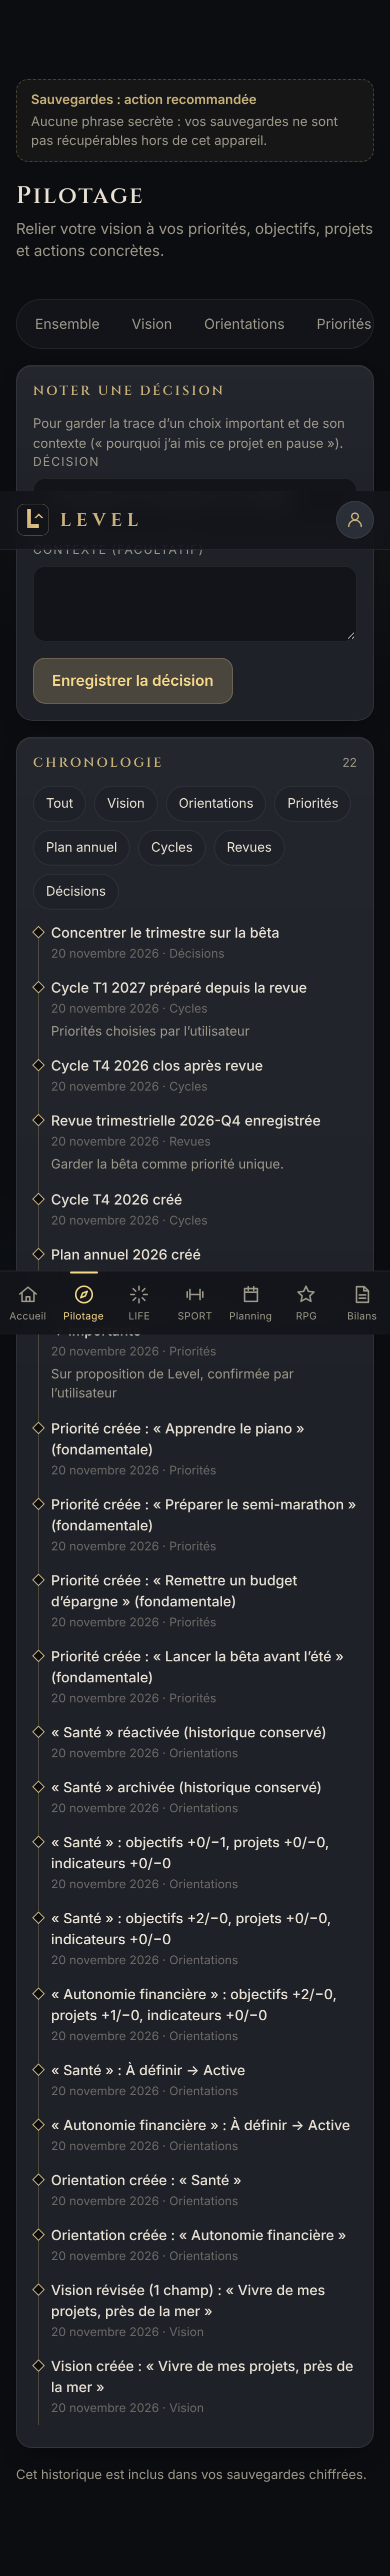 Sauvegardes : action recommandée
Aucune phrase secrète : vos sauvegardes ne sont
pas récupérables hors de cet appareil.
PILOTAGE
Relier votre vision à vos priorités, objectifs, projets
et actions concrètes.
Ensemble Vision Orientations Priorités
NOTER UNE DÉCISION
Pour garder la trace d’un choix important et de son
contexte (« pourquoi j’ai mis ce projet en pause »).
DÉCISION
LEVEL
CONTEXTE (FACULTATIF)
Enregistrer la décision
CHRONOLOGIE 22
Tout Vision Orientations Priorités
Plan annuel Cycles Revues
Décisions
Concentrer le trimestre sur la bêta
20 novembre 2026 · Décisions
Cycle T1 2027 préparé depuis la revue
20 novembre 2026 · Cycles
Priorités choisies par l’utilisateur
Cycle T4 2026 clos après revue
20 novembre 2026 · Cycles
Revue trimestrielle 2026-Q4 enregistrée
20 novembre 2026 · Revues
Garder la bêta comme priorité unique.
Cycle T4 2026 créé
20 novembre 2026 · Cycles
Plan annuel 2026 créé
Accueil Pilotage LIFE SPORT Planning RPG Bilans
→ importante
20 novembre 2026 · Priorités
Sur proposition de Level, confirmée par
l’utilisateur
Priorité créée : « Apprendre le piano »
(fondamentale)
20 novembre 2026 · Priorités
Priorité créée : « Préparer le semi-marathon »
(fondamentale)
20 novembre 2026 · Priorités
Priorité créée : « Remettre un budget
d’épargne » (fondamentale)
20 novembre 2026 · Priorités
Priorité créée : « Lancer la bêta avant l’été »
(fondamentale)
20 novembre 2026 · Priorités
« Santé » réactivée (historique conservé)
20 novembre 2026 · Orientations
« Santé » archivée (historique conservé)
20 novembre 2026 · Orientations
« Santé » : objectifs +0/−1, projets +0/−0,
indicateurs +0/−0
20 novembre 2026 · Orientations
« Santé » : objectifs +2/−0, projets +0/−0,
indicateurs +0/−0
20 novembre 2026 · Orientations
« Autonomie financière » : objectifs +2/−0,
projets +1/−0, indicateurs +0/−0
20 novembre 2026 · Orientations
« Santé » : À définir → Active
20 novembre 2026 · Orientations
« Autonomie financière » : À définir → Active
20 novembre 2026 · Orientations
Orientation créée : « Santé »
20 novembre 2026 · Orientations
Orientation créée : « Autonomie financière »
20 novembre 2026 · Orientations
Vision révisée (1 champ) : « Vivre de mes
projets, près de la mer »
20 novembre 2026 · Vision
Vision créée : « Vivre de mes projets, près de
la mer »
20 novembre 2026 · Vision
Cet historique est inclus dans vos sauvegardes chiffrées.